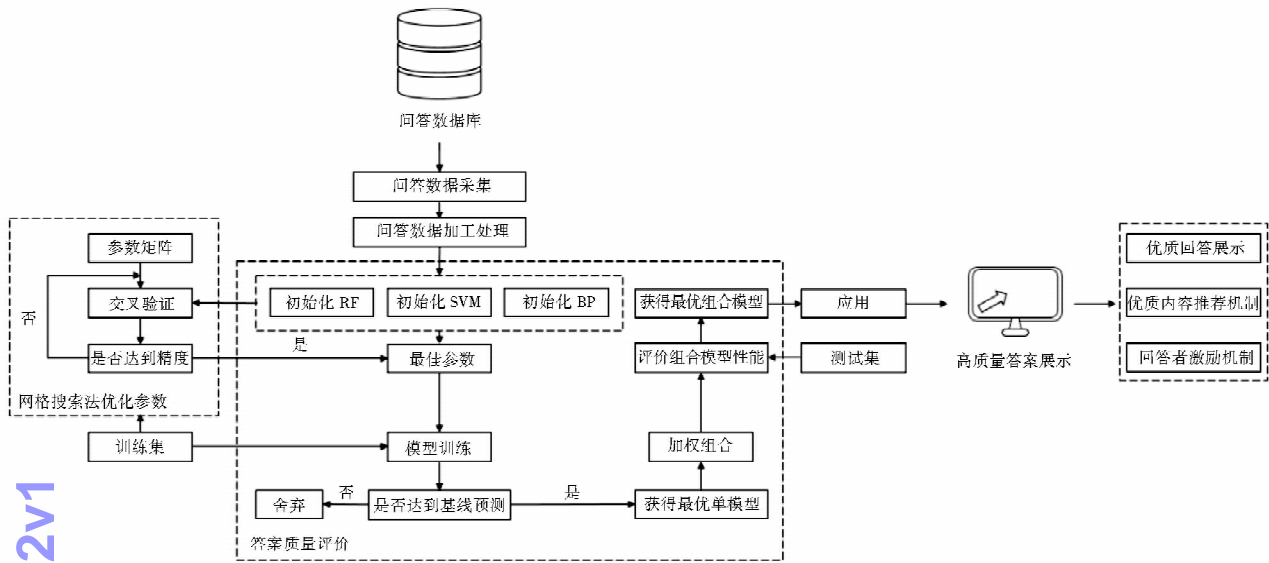 问答数据库
问答数据采集
问答数据加工处理
参数矩阵
交叉验证
否
是否达到精度
是
网格搜索法优化参数
训练集
初始化 RF
初始化 SVM
初始化 BP
最佳参数
模型训练
是否达到基线预测
否
舍弃
是
获得最优单模型
加权组合
评价组合模型性能
获得最优组合模型
答案质量评价
应用
测试集
高质量答案展示
优质回答展示
优质内容推荐机制
回答者激励机制
2v1